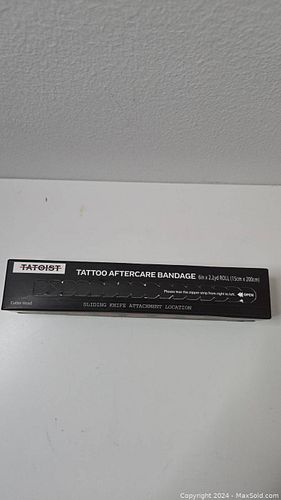 TATOIST
TATTOO AFTERCARE BANDAGE 6in x 2.2yd ROLL (15cm x 200cm)
Please tear the zipper strip from right to left. OPEN
Cutter Head
SLIDING KNIFE ATTACHMENT LOCATION
Copyright 2024 - MaxSold.com